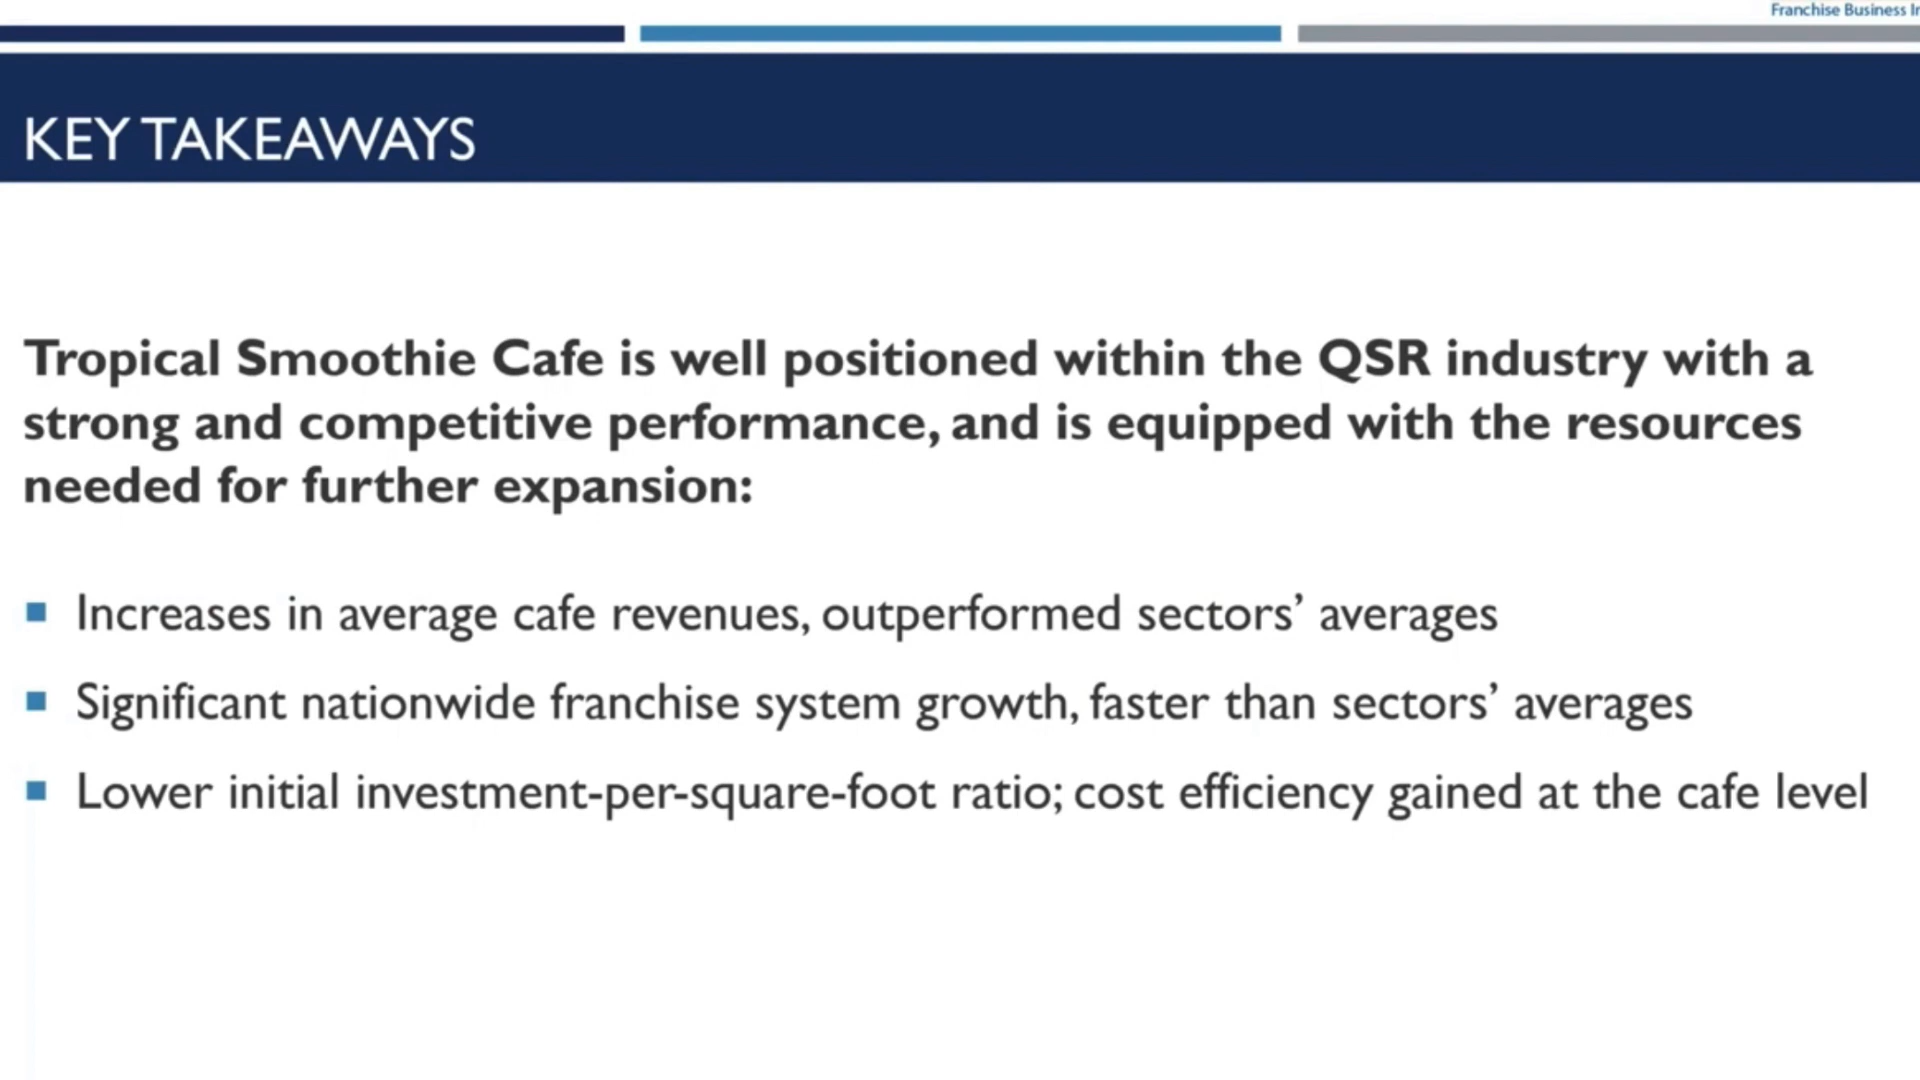 Franchise Business
KEY TAKEAWAYS
Tropical Smoothie Cafe is well positioned within the QSR industry with a
strong and competitive performance, and is equipped with the resources
needed for further expansion:
Increases in average cafe revenues, outperformed sectors’ averages
Significant nationwide franchise system growth, faster than sectors’ averages
Lower initial investment-per-square-foot ratio; cost efficiency gained at the cafe level